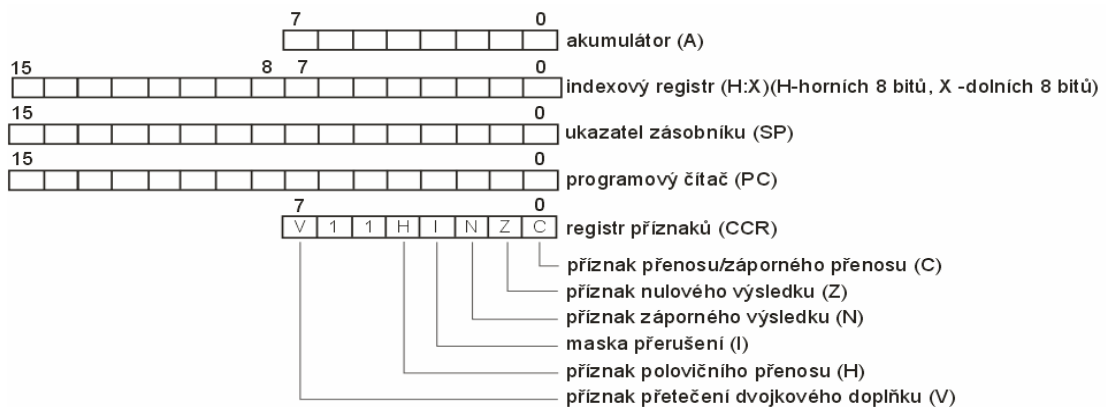 7 0
akumulátor (A)
15 8 7 0
indexový registr (H:X)(H-horních 8 bitů, X -dolních 8 bitů)
15 0
ukazatel zásobníku (SP)
15 0
programový čítač (PC)
7 0
V 1 1 H I N Z C registr příznaků (CCR)
příznak přenosu/záporného přenosu (C)
příznak nulového výsledku (Z)
příznak záporného výsledku (N)
maska přerušení (I)
příznak polovičního přenosu (H)
příznak přetečení dvojkového doplňku (V)